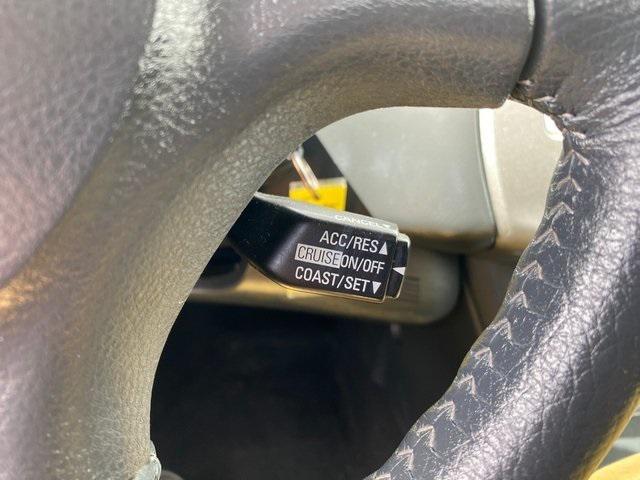 CANCEL
ACC/RES▲
CRUISE ON/OFF
COAST/SET▼